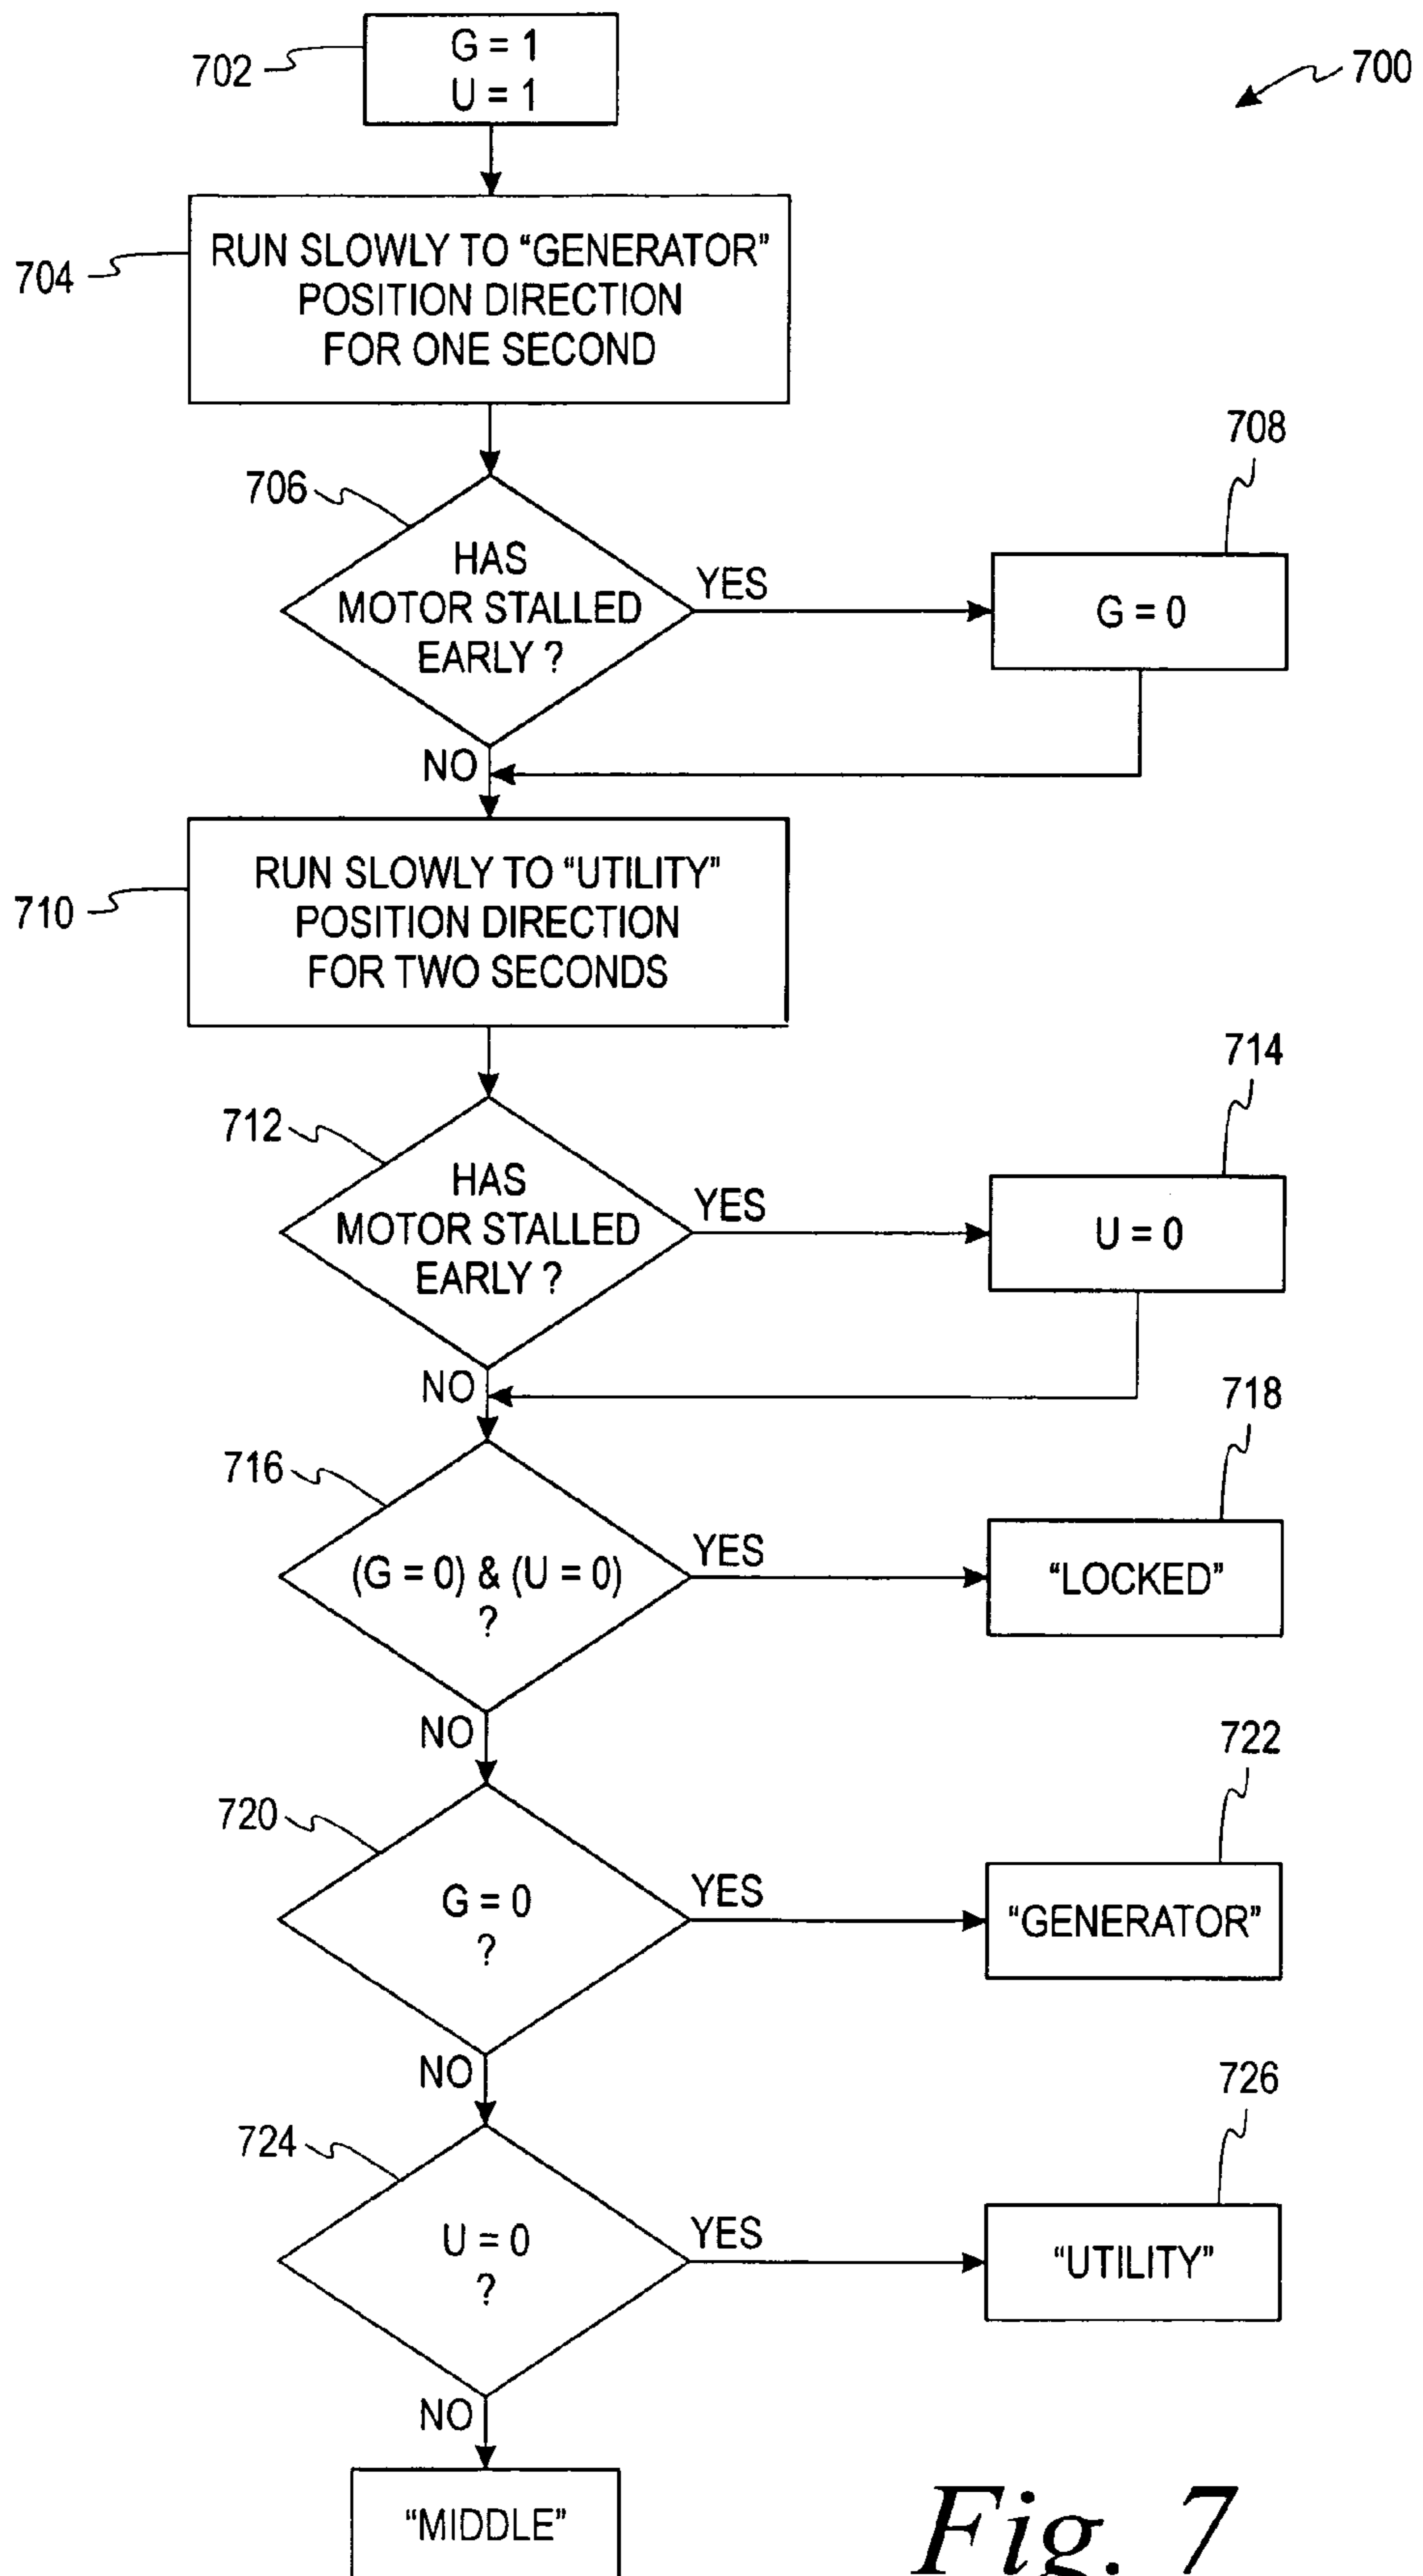 702
G = 1
U = 1
700
704
RUN SLOWLY TO “GENERATOR”
POSITION DIRECTION
FOR ONE SECOND
706
HAS
MOTOR STALLED
EARLY ?
YES
708
G = 0
NO
710
RUN SLOWLY TO “UTILITY”
POSITION DIRECTION
FOR TWO SECONDS
712
HAS
MOTOR STALLED
EARLY ?
YES
714
U = 0
NO
716
(G = 0) & (U = 0)
?
YES
718
“LOCKED”
NO
720
G = 0
?
YES
722
“GENERATOR”
NO
724
U = 0
?
YES
726
“UTILITY”
NO
“MIDDLE”
Fig. 7